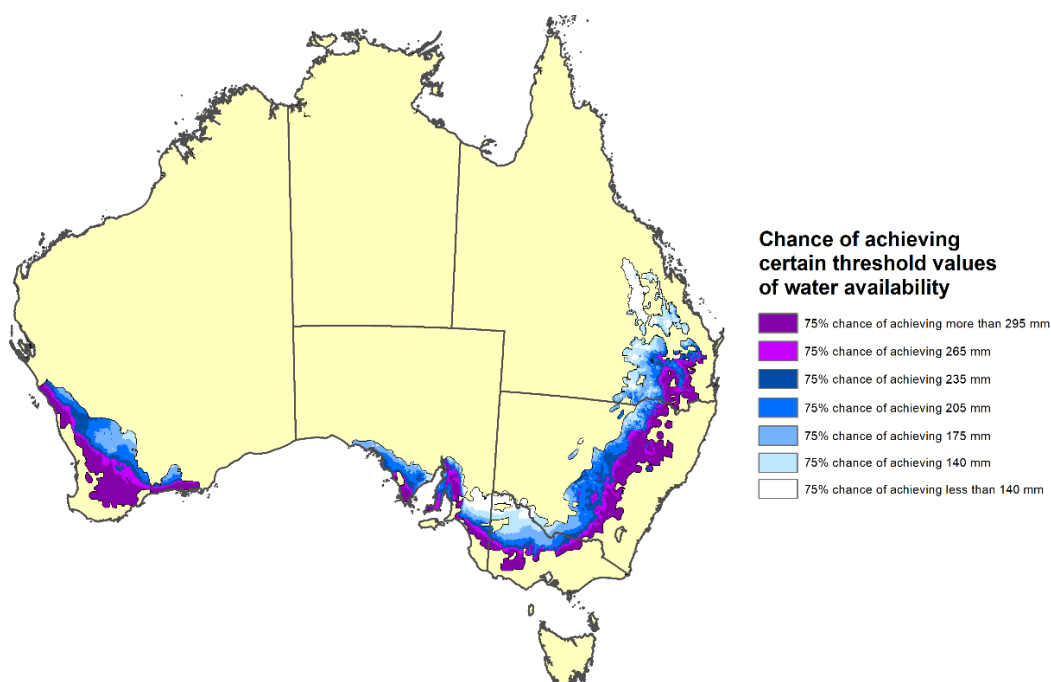 Chance of achieving
certain threshold values
of water availability
75% chance of achieving more than 295 mm
75% chance of achieving 265 mm
75% chance of achieving 235 mm
75% chance of achieving 205 mm
75% chance of achieving 175 mm
75% chance of achieving 140 mm
75% chance of achieving less than 140 mm